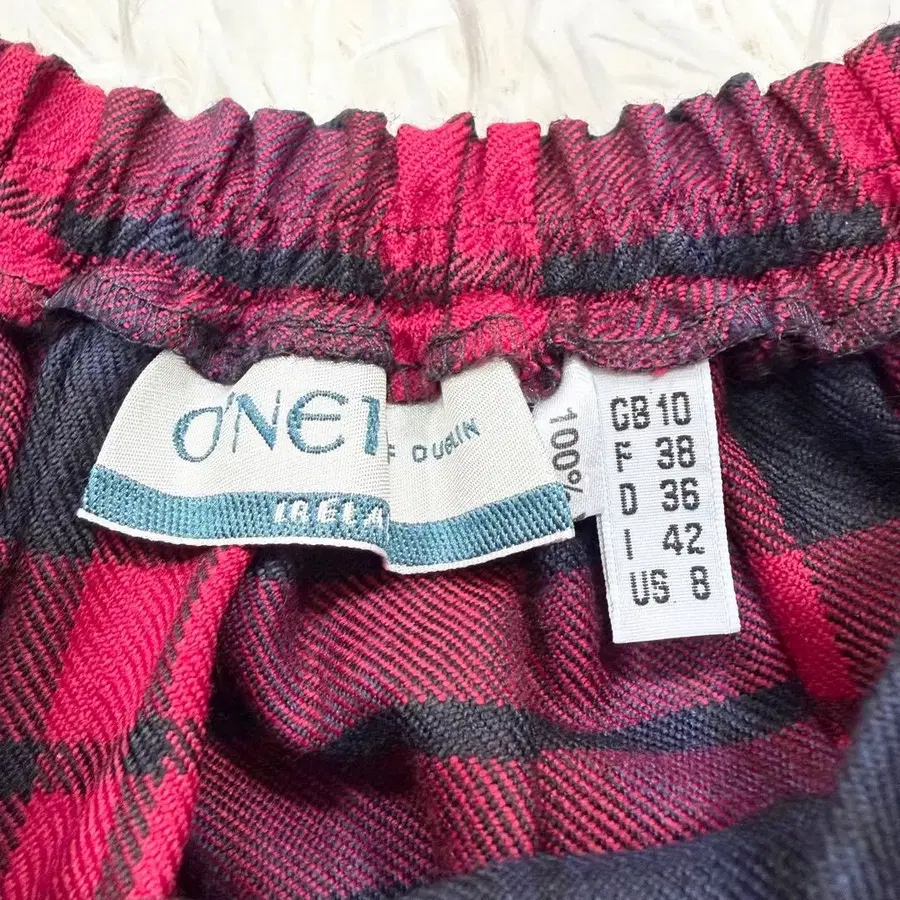 O'NEI
F DUBLIN
IRELA
100%
GB 10
F 38
D 36
I 42
US 8